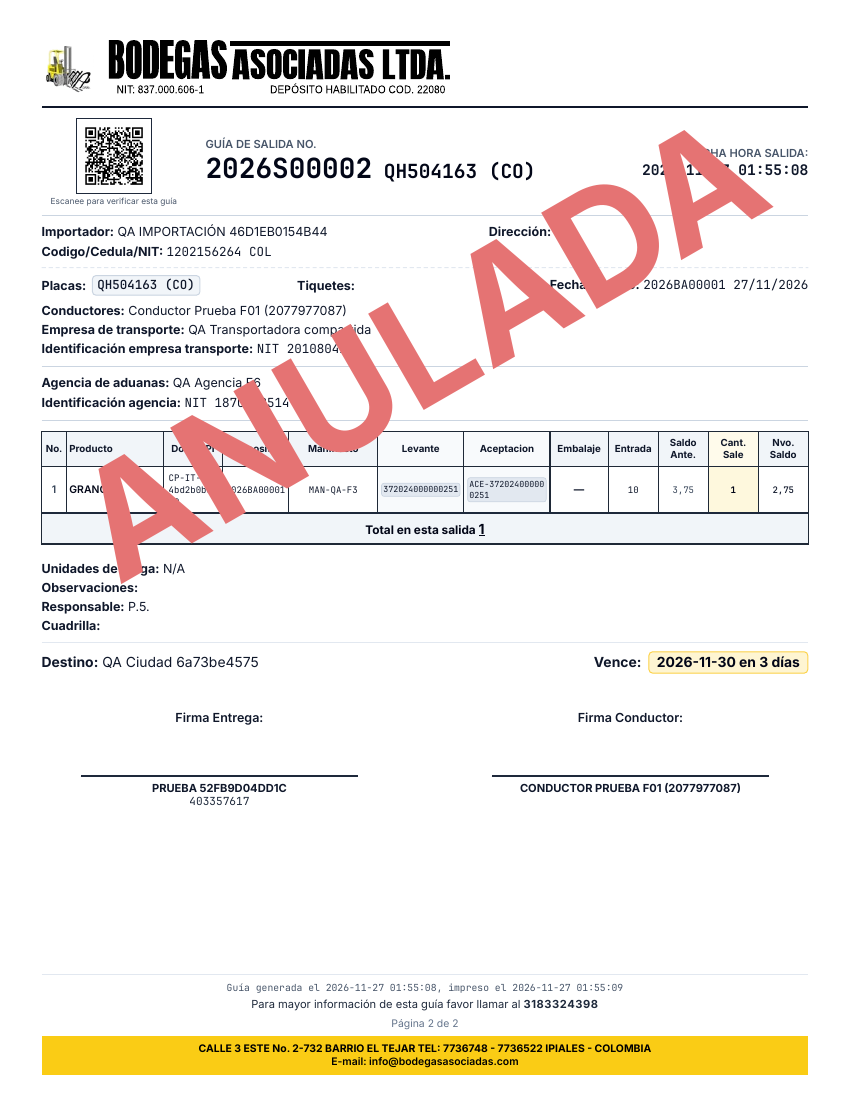 BODEGAS ASOCIADAS LTDA.
NIT: 837.000.606-1 DEPÓSITO HABILITADO COD. 22080
GUÍA DE SALIDA NO.
2026S00002 QH504163 (CO)
HORA SALIDA:
01:55:08
Escanee para verificar esta guía
Importador: QA IMPORTACIÓN 46D1EB0154B44 Dirección:
Codigo/Cedula/NIT: 1202156264 COL
Placas: QH504163 (CO) Tiquetes: Fecha 2026BA00001 27/11/2026
Conductores: Conductor Prueba F01 (2077977087)
Empresa de transporte: QA Transportadora
Identificación empresa transporte: NIT
Agencia de aduanas: QA Agencia
Identificación agencia: NIT
ANULADA
No. Producto Levante Aceptacion Embalaje Entrada Saldo Ante. Cant. Sale Nvo. Saldo
1 MAN-QA-F3 372024000000251 ACE-37202400000 0251 — 10 3,75 1 2,75
Total en esta salida 1
Unidades de N/A
Observaciones:
Responsable: P.5.
Cuadrilla:
Destino: QA Ciudad 6a73be4575 Vence: 2026-11-30 en 3 días
Firma Entrega: Firma Conductor:
PRUEBA 52FB9D04DD1C CONDUCTOR PRUEBA F01 (2077977087)
403357617
Guía generada el 2026-11-27 01:55:08, impreso el 2026-11-27 01:55:09
Para mayor información de esta guía favor llamar al 3183324398
Página 2 de 2
CALLE 3 ESTE No. 2-732 BARRIO EL TEJAR TEL: 7736748 - 7736522 IPIALES - COLOMBIA
E-mail: info@bodegasasociadas.com